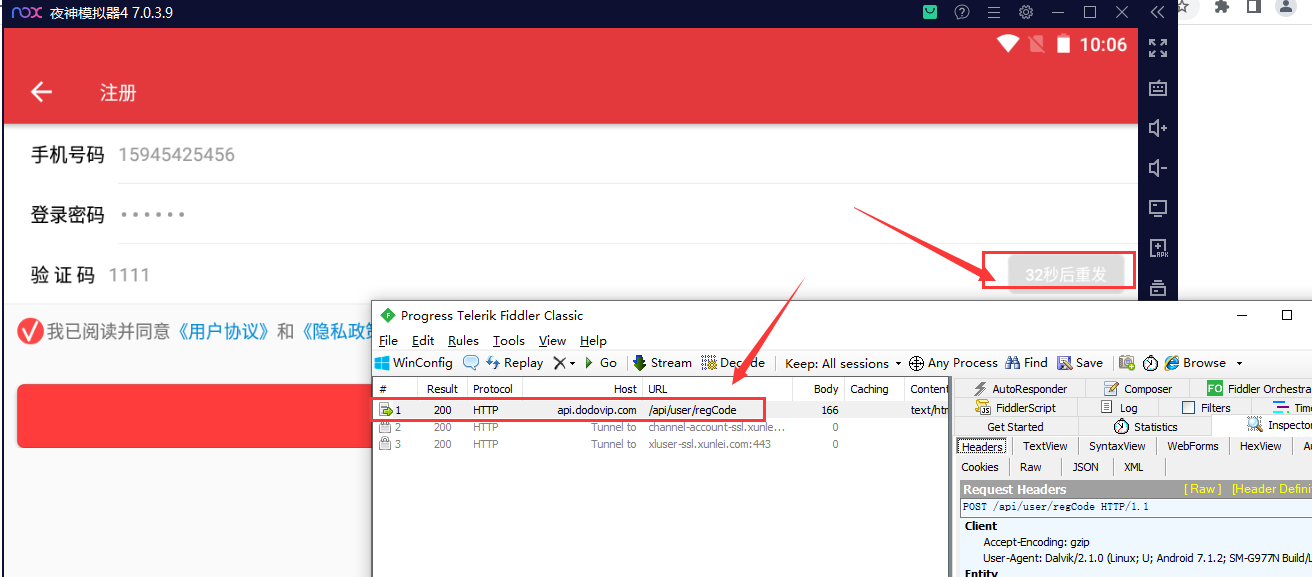 nox 夜神模拟器4 7.0.3.9
10:06
注册
手机号码 15945425456
登录密码 ••••••
验 证 码 1111
32秒后重发
我已阅读并同意《用户协议》和《隐私政策
Progress Telerik Fiddler Classic
File Edit Rules Tools View Help
WinConfig Replay Go Stream Decode Keep: All sessions Any Process Find Save Browse
# Result Protocol Host URL Body Caching Content
1 200 HTTP api.dodovip.com /api/user/regCode 166 text/htm
2 200 HTTP Tunnel to channel-account-ssl.xunle... 0
3 200 HTTP Tunnel to xluser-ssl.xunlei.com:443 0
AutoResponder Composer FO Fiddler Orchestra
FiddlerScript Log Filters Time
Get Started Statistics Inspector
Headers TextView SyntaxView WebForms HexView Au
Cookies Raw JSON XML
Request Headers [ Raw ] [Header Defini
POST /api/user/regCode HTTP/1.1
Client
Accept-Encoding: gzip
User-Agent: Dalvik/2.1.0 (Linux; U; Android 7.1.2; SM-G977N Build/L
Entity